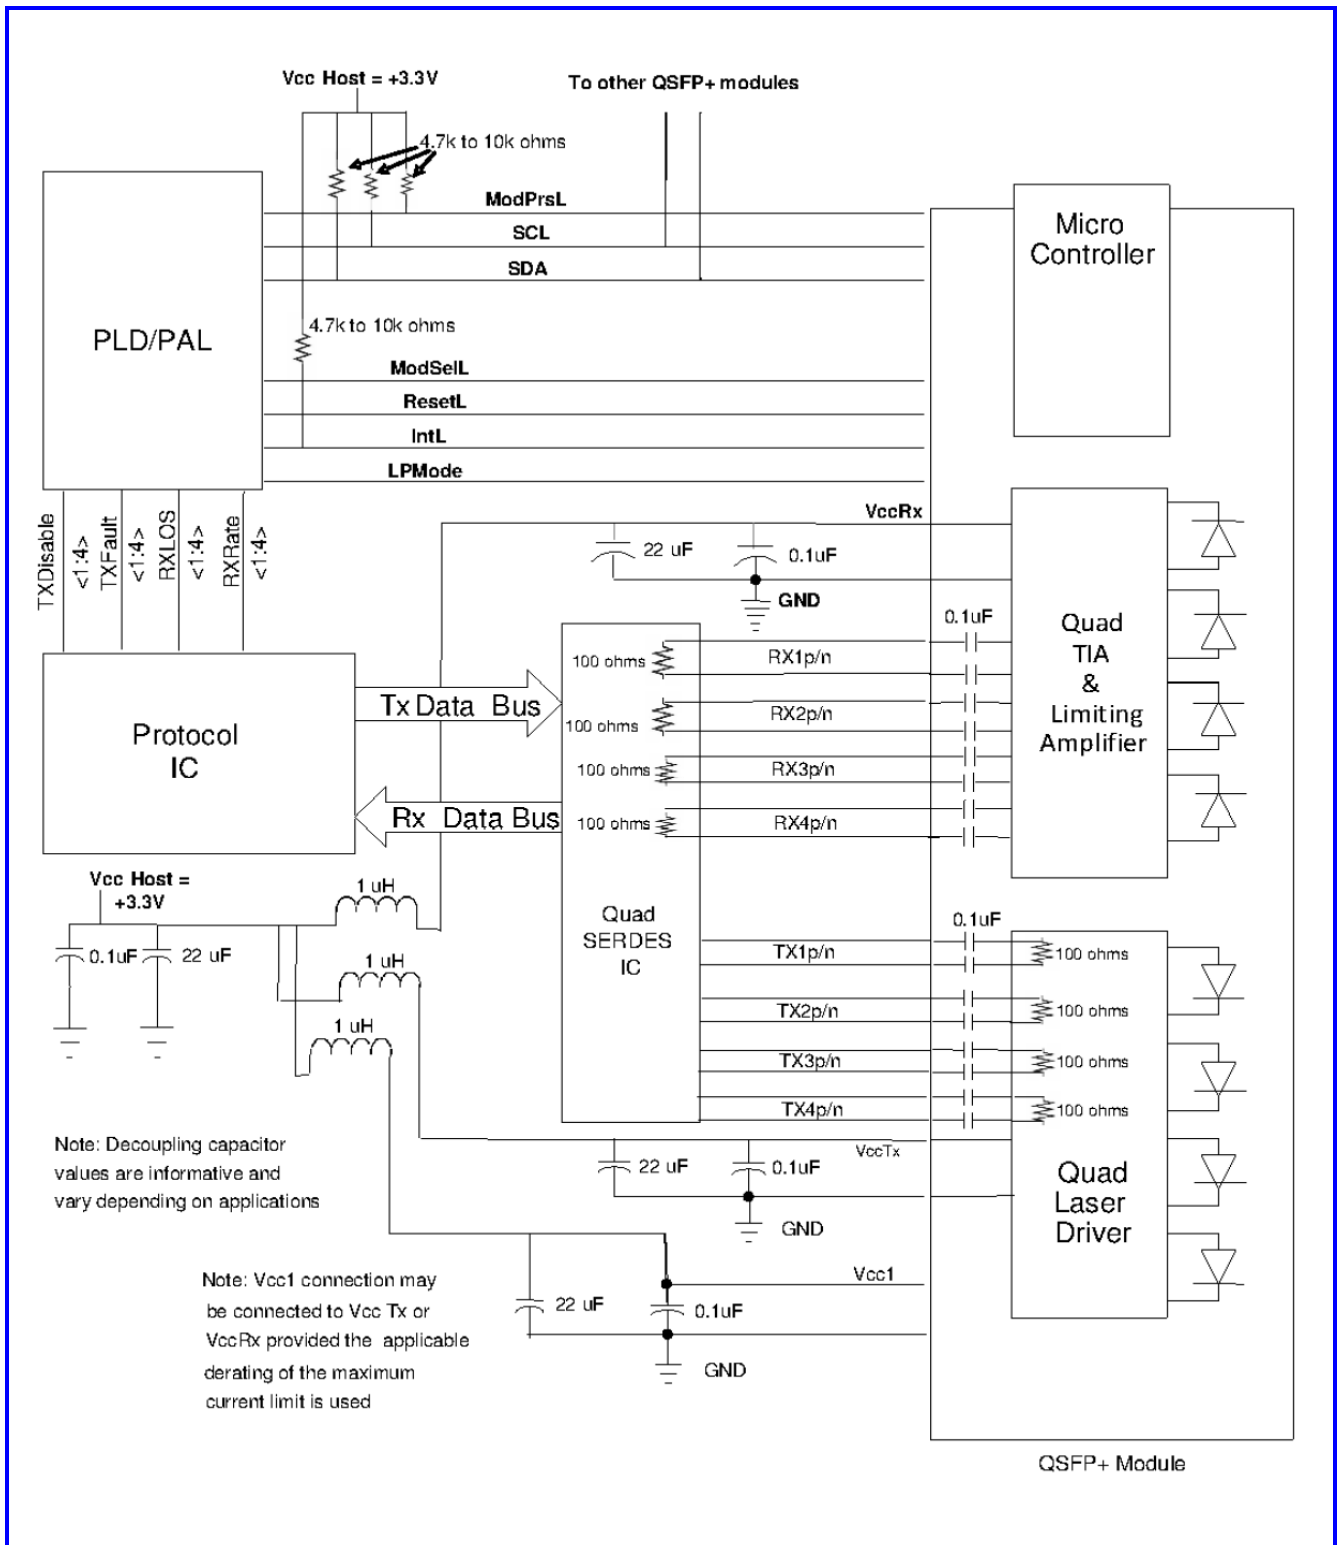 Vcc Host = +3.3V
To other QSFP+ modules
4.7k to 10k ohms
ModPrsL
SCL
SDA
Micro
Controller
PLD/PAL
4.7k to 10k ohms
ModSelL
ResetL
IntL
LPMode
TXDisable
<1:4>
TXFault
<1:4>
RXLOS
<1:4>
RXRate
<1:4>
VccRx
22 uF
0.1uF
GND
0.1uF
Quad
TIA
&
Limiting
Amplifier
100 ohms
RX1p/n
100 ohms
RX2p/n
100 ohms
RX3p/n
100 ohms
RX4p/n
Tx Data Bus
Rx Data Bus
Protocol
IC
Vcc Host =
+3.3V
0.1uF
22 uF
1 uH
1 uH
1 uH
Quad
SERDES
IC
0.1uF
TX1p/n
100 ohms
TX2p/n
100 ohms
TX3p/n
100 ohms
TX4p/n
100 ohms
VccTx
22 uF
0.1uF
GND
Quad
Laser
Driver
Note: Decoupling capacitor
values are informative and
vary depending on applications
Vcc1
22 uF
0.1uF
GND
Note: Vcc1 connection may
be connected to Vcc Tx or
VccRx provided the applicable
derating of the maximum
current limit is used
QSFP+ Module